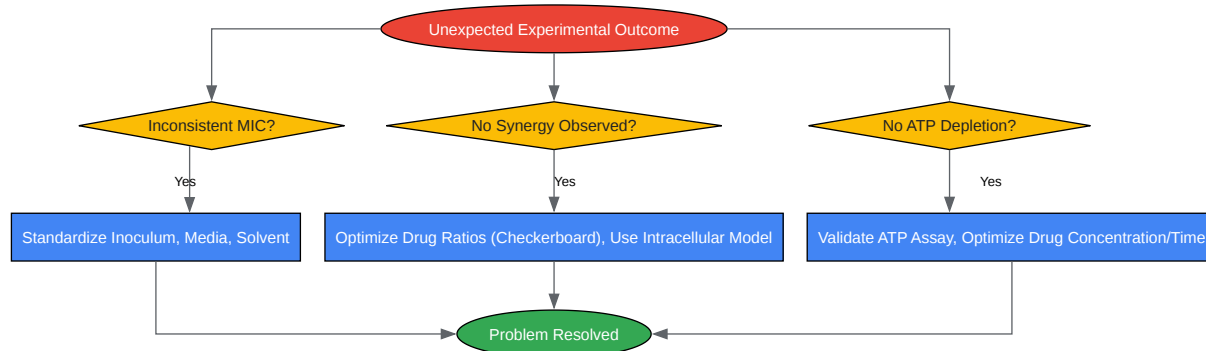 Unexpected Experimental Outcome
Inconsistent MIC?
No Synergy Observed?
No ATP Depletion?
Yes
Yes
Yes
Standardize Inoculum, Media, Solvent
Optimize Drug Ratios (Checkerboard), Use Intracellular Model
Validate ATP Assay, Optimize Drug Concentration/Time
Problem Resolved